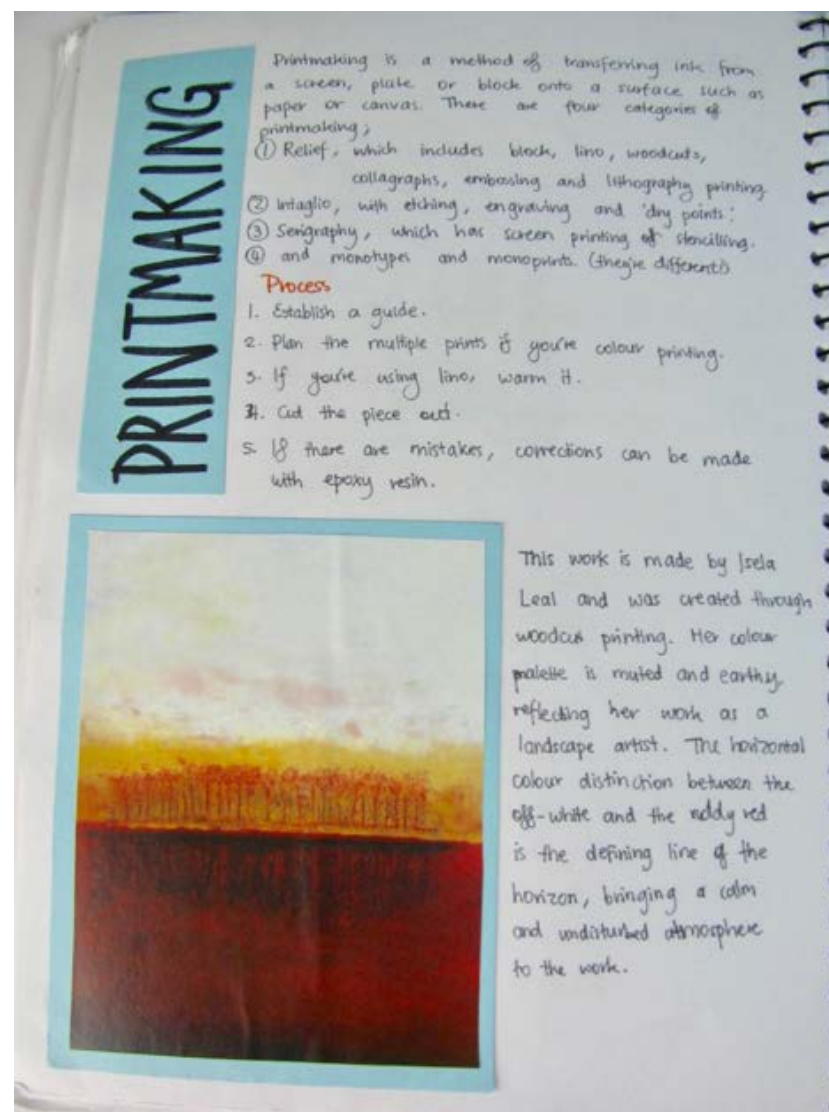 PRINTMAKING
Printmaking is a method of transferring ink from
a screen, plate or block onto a surface such as
paper or canvas. There are four categories of
printmaking;
① Relief, which includes block, lino, woodcuts,
collagraphs, embosing and lithography printing
② Intaglio, with etching, engraving and 'dry points'.
③ Serigraphy, which has screen printing of stencilling.
④ and monotypes and monoprints. (they're different!)
Process
1. Establish a guide.
2. Plan the multiple prints if you're colour printing.
3. If you're using lino, warm it.
4. Cut the piece out.
5. If there are mistakes, corrections can be made
with epoxy resin.
This work is made by Isela
Leal and was created through
woodcut printing. Her colour
palette is muted and earthy
reflecting her work as a
landscape artist. The horizontal
colour distinction between the
off-white and the ruddy red
is the defining line of the
horizon, bringing a calm
and undisturbed atmosphere
to the work.